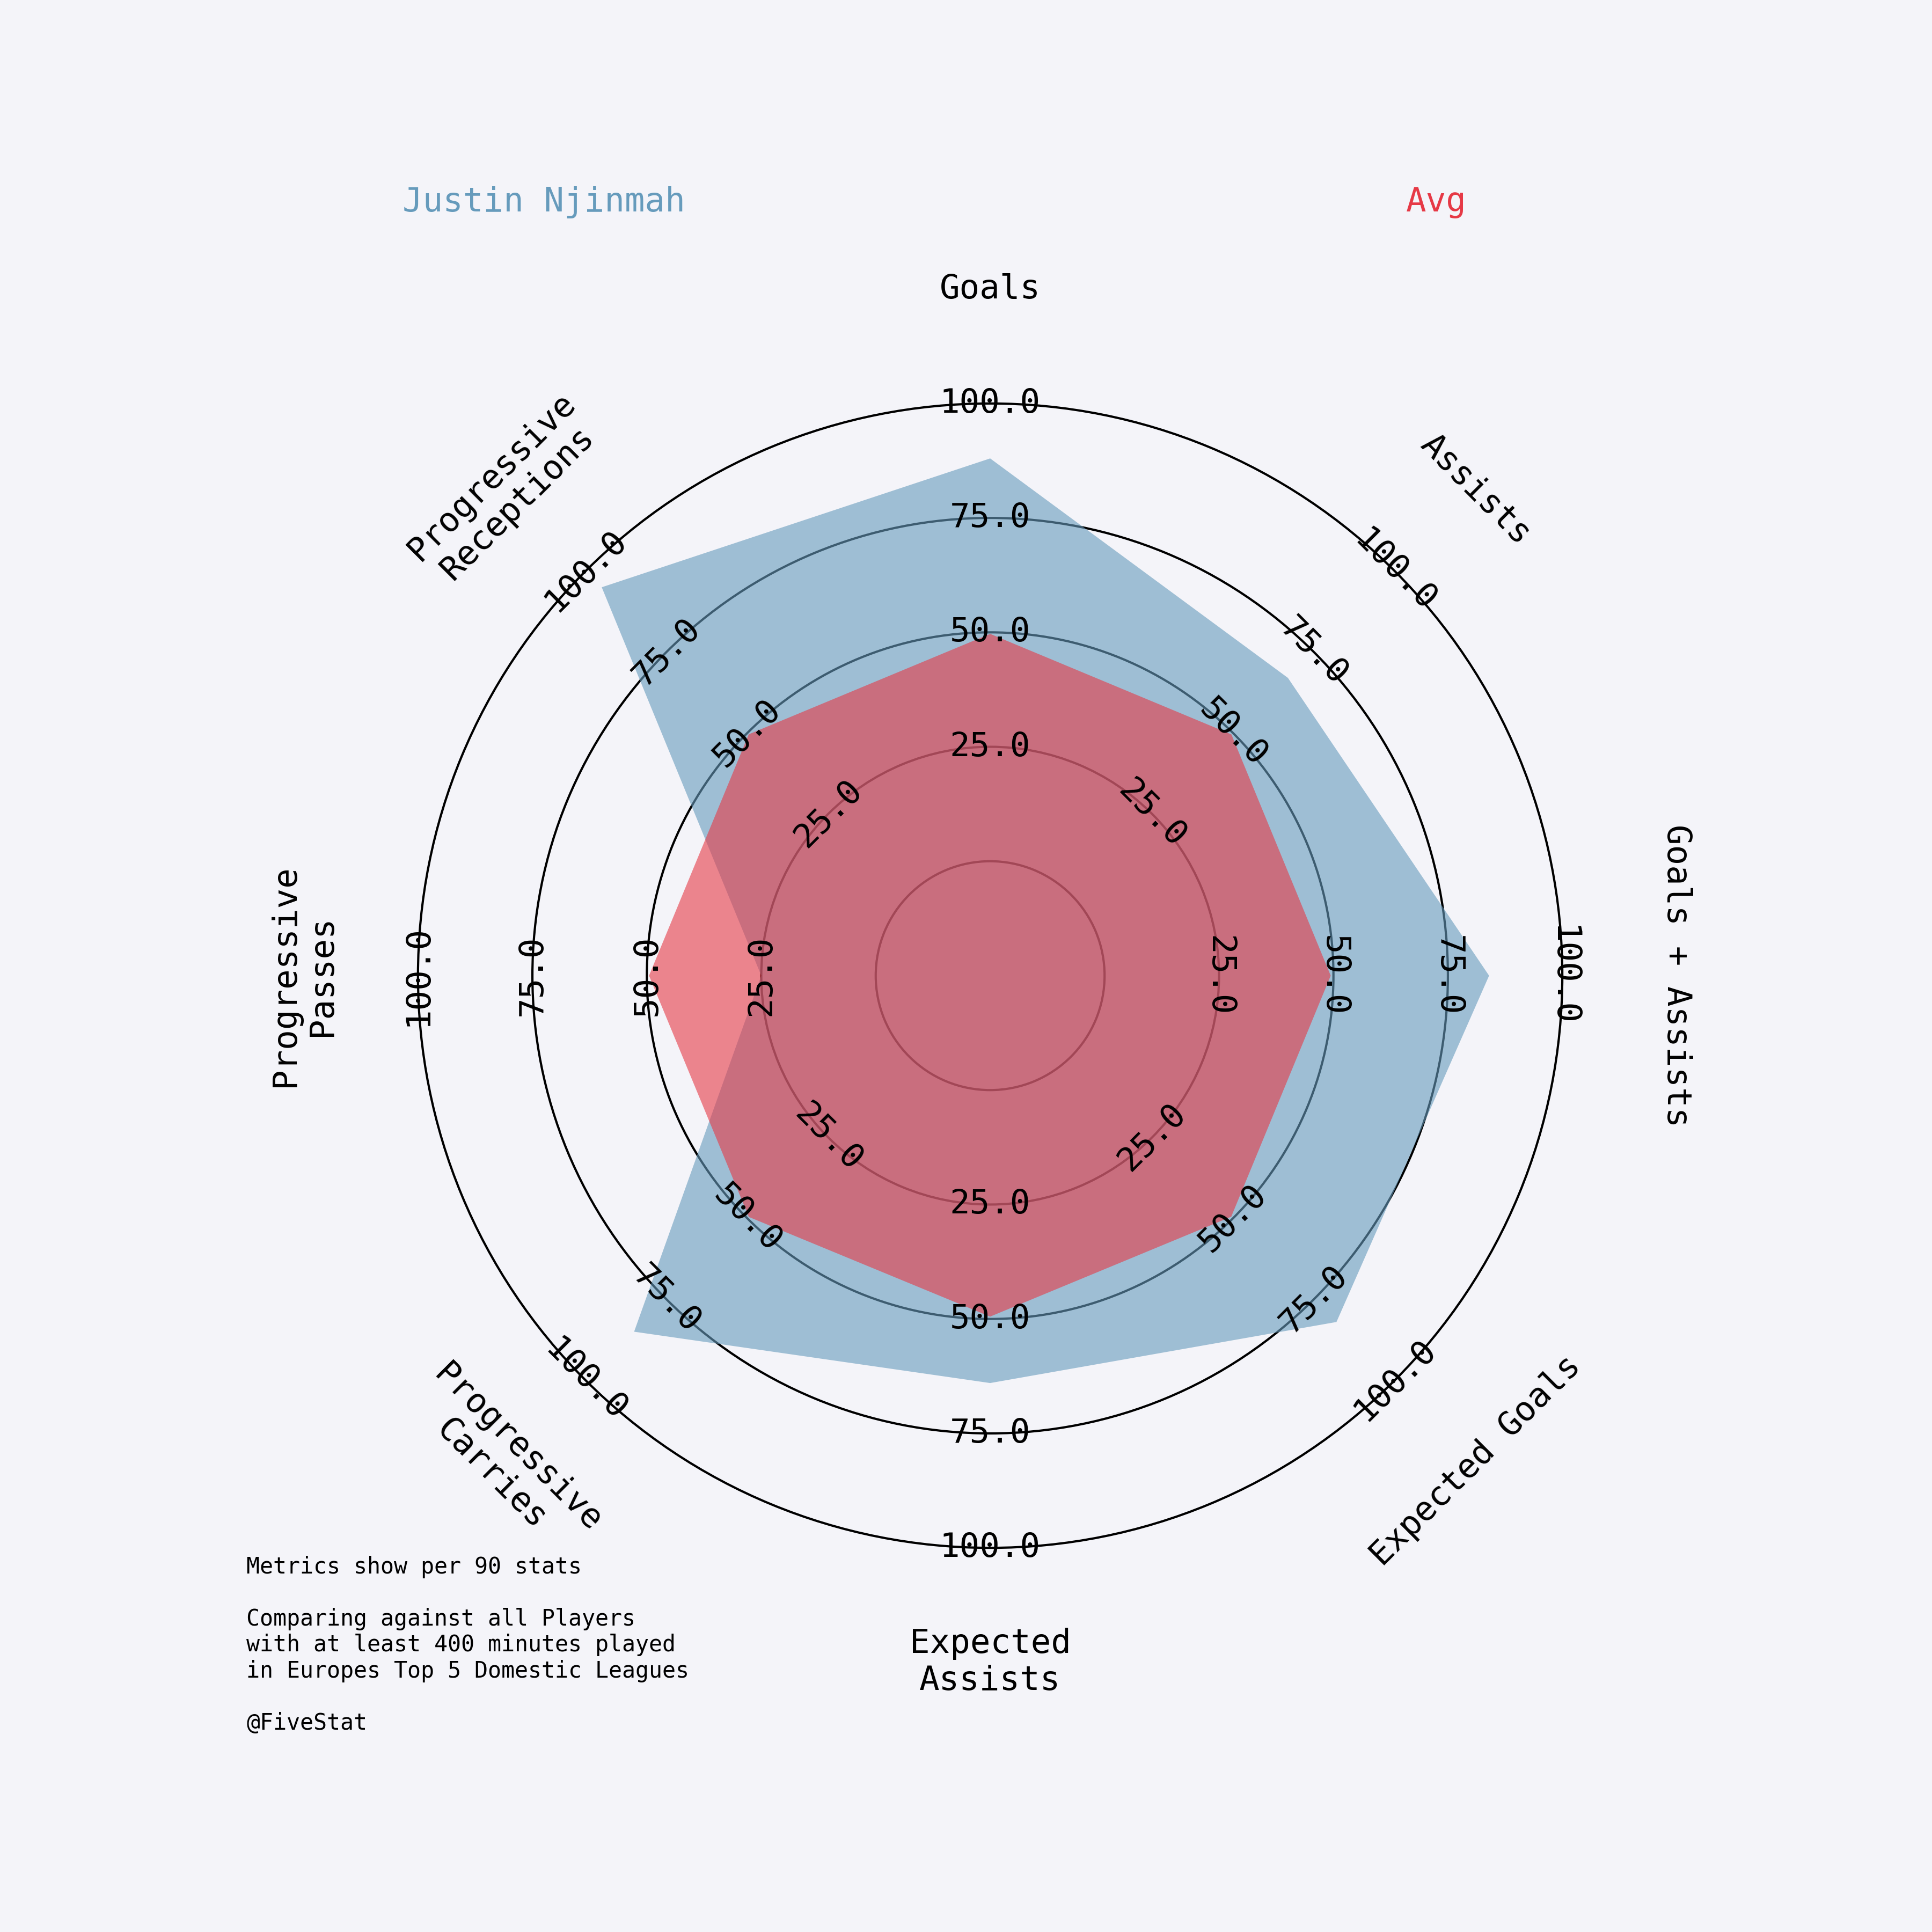 Justin Njinmah
Avg
Goals
Assists
Goals + Assists
Expected Goals
Expected
Assists
Progressive
Carries
Progressive
Passes
Progressive
Receptions
25.0
50.0
75.0
100.0
25.0
50.0
75.0
100.0
25.0
50.0
75.0
100.0
25.0
50.0
75.0
100.0
25.0
50.0
75.0
100.0
25.0
50.0
75.0
100.0
25.0
50.0
75.0
100.0
25.0
50.0
75.0
100.0
Metrics show per 90 stats
Comparing against all Players
with at least 400 minutes played
in Europes Top 5 Domestic Leagues
@FiveStat